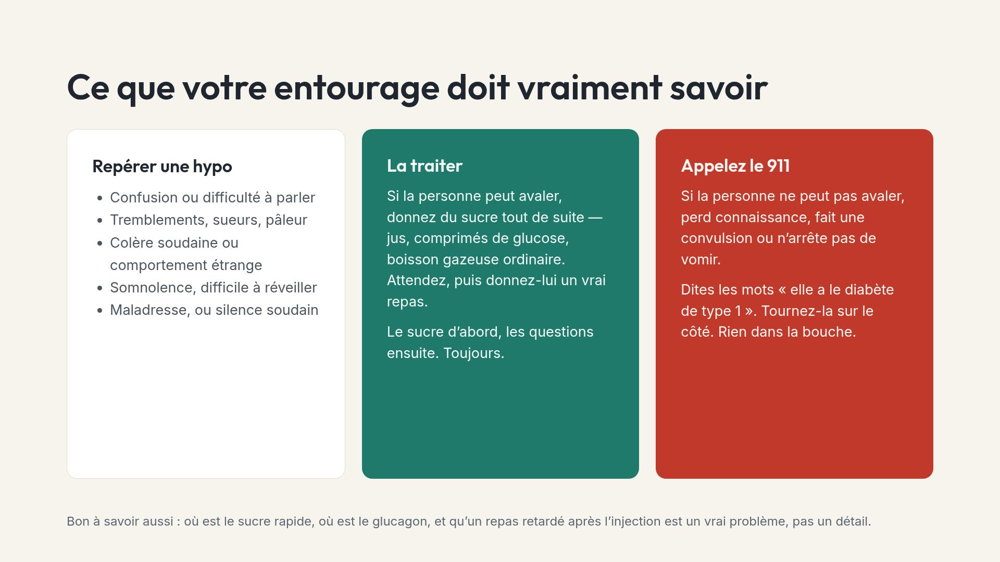 Ce que votre entourage doit vraiment savoir
Repérer une hypo
• Confusion ou difficulté à parler
• Tremblements, sueurs, pâleur
• Colère soudaine ou
comportement étrange
• Somnolence, difficile à réveiller
• Maladresse, ou silence soudain
La traiter
Si la personne peut avaler,
donnez du sucre tout de suite —
jus, comprimés de glucose,
boisson gazeuse ordinaire.
Attendez, puis donnez-lui un vrai
repas.
Le sucre d’abord, les questions
ensuite. Toujours.
Appelez le 911
Si la personne ne peut pas avaler,
perd connaissance, fait une
convulsion ou n’arrête pas de
vomir.
Dites les mots « elle a le diabète
de type 1 ». Tournez-la sur le
côté. Rien dans la bouche.
Bon à savoir aussi : où est le sucre rapide, où est le glucagon, et qu’un repas retardé après l’injection est un vrai problème, pas un détail.